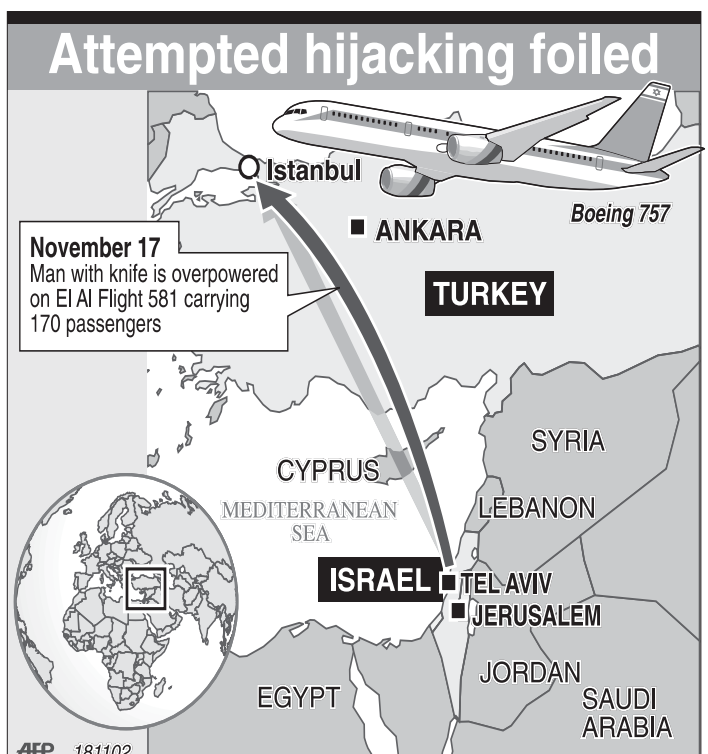 Attempted hijacking foiled
Istanbul
Boeing 757
ANKARA
November 17
Man with knife is overpowered
on El Al Flight 581 carrying
170 passengers
TURKEY
SYRIA
CYPRUS
MEDITERRANEAN
SEA
LEBANON
ISRAEL
TEL AVIV
JERUSALEM
JORDAN
EGYPT
SAUDI
ARABIA
AFP 181102